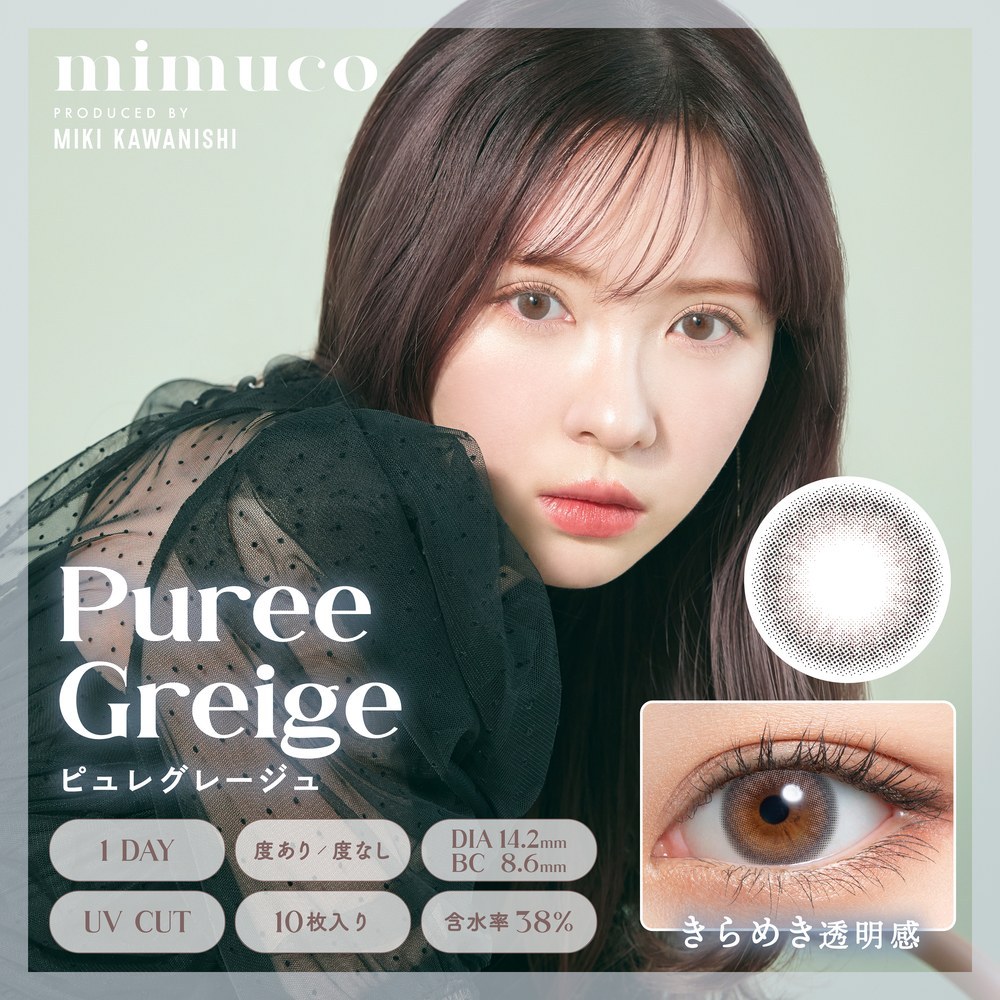 mimuco
PRODUCED BY
MIKI KAWANISHI
Puree
Greige
ピュレグレージュ
1 DAY
度あり/度なし
DIA 14.2mm
BC 8.6mm
UV CUT
10枚入り
含水率38%
きらめき透明感